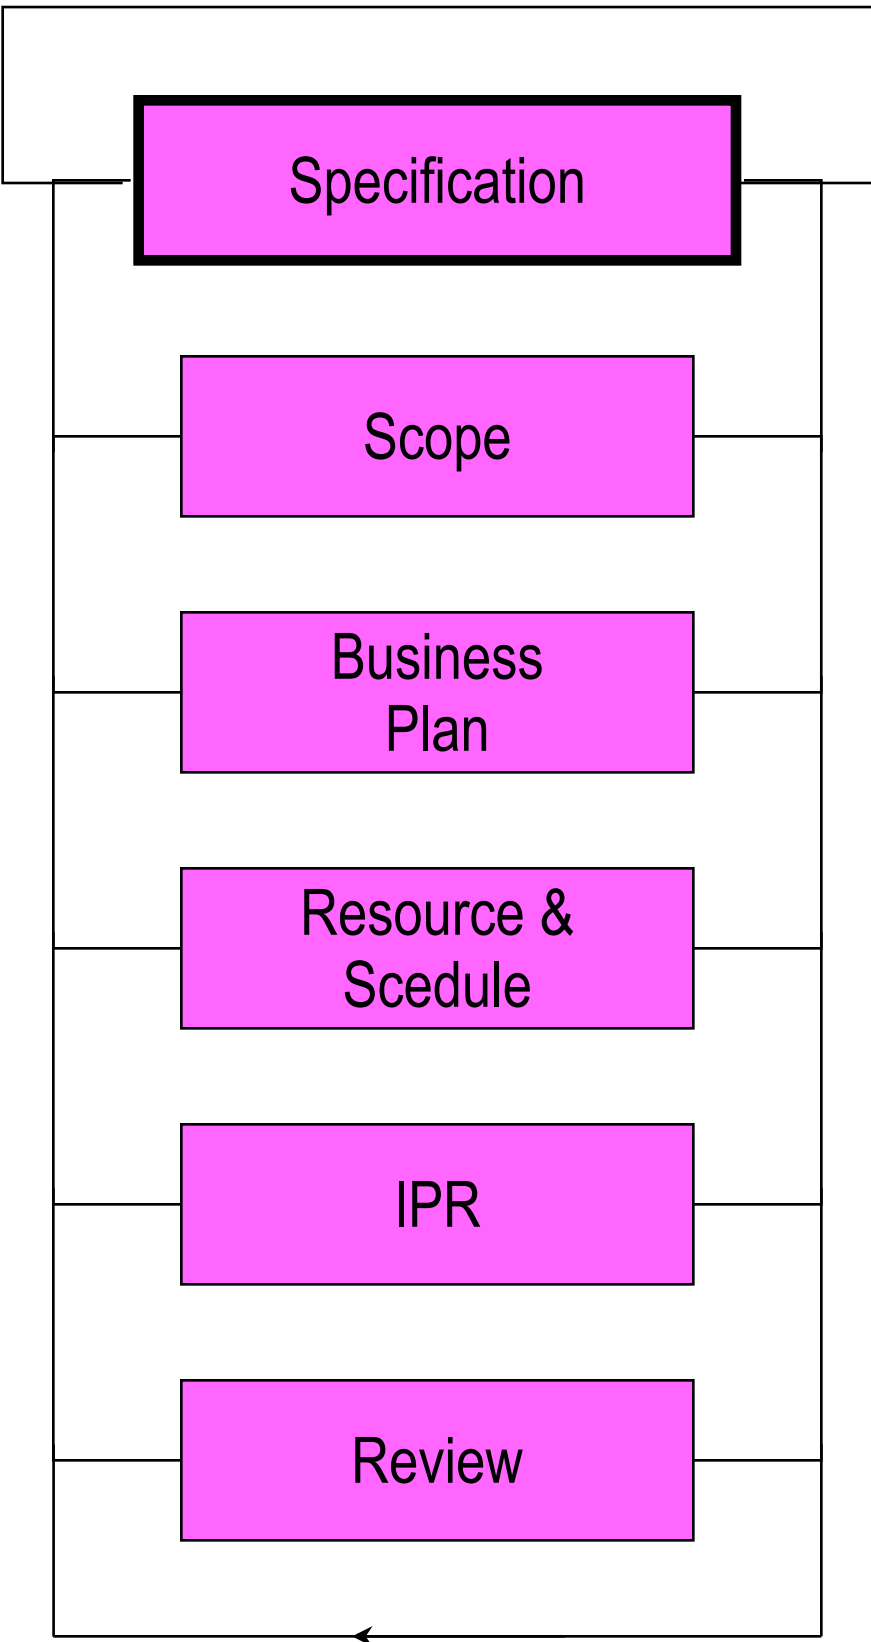 Specification
Scope
Business
Plan
Resource &
Scedule
IPR
Review